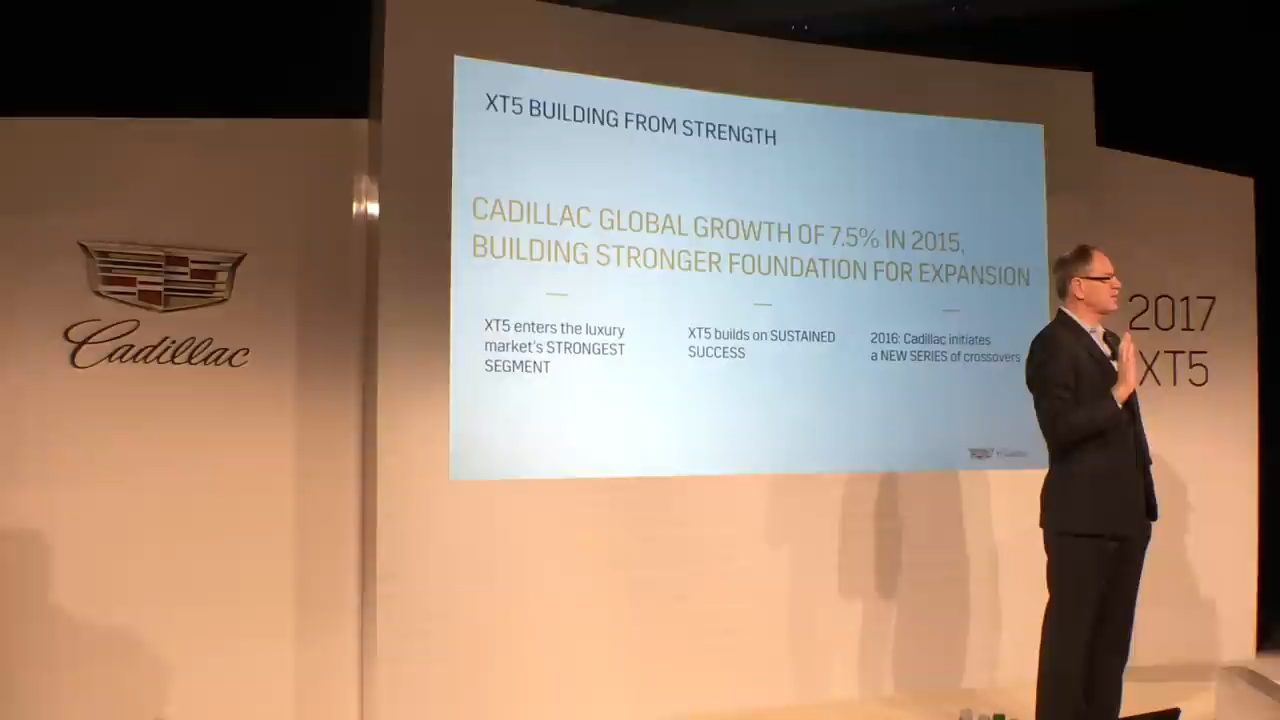 XT5 BUILDING FROM STRENGTH
CADILLAC GLOBAL GROWTH OF 7.5% IN 2015,
BUILDING STRONGER FOUNDATION FOR EXPANSION
XT5 enters the luxury
market's STRONGEST
SEGMENT
XT5 builds on SUSTAINED
SUCCESS
2016: Cadillac initiates
a NEW SERIES of crossovers
Cadillac
2017
XT5